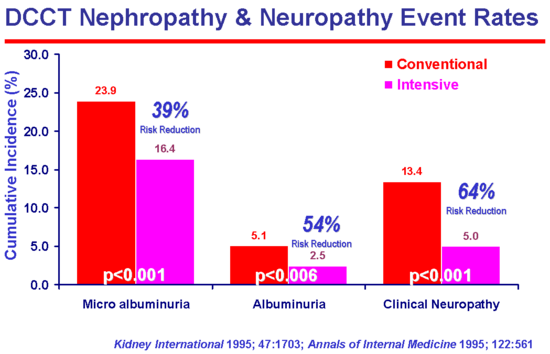 DCCT Nephropathy & Neuropathy Event Rates
Cumulative Incidence (%)
30.0
25.0
20.0
15.0
10.0
5.0
0.0
Conventional
Intensive
23.9
39%
Risk Reduction
16.4
p<0.001
Micro albuminuria
5.1
54%
Risk Reduction
2.5
p<0.006
Albuminuria
13.4
64%
Risk Reduction
5.0
p<0.001
Clinical Neuropathy
Kidney International 1995; 47:1703; Annals of Internal Medicine 1995; 122:561